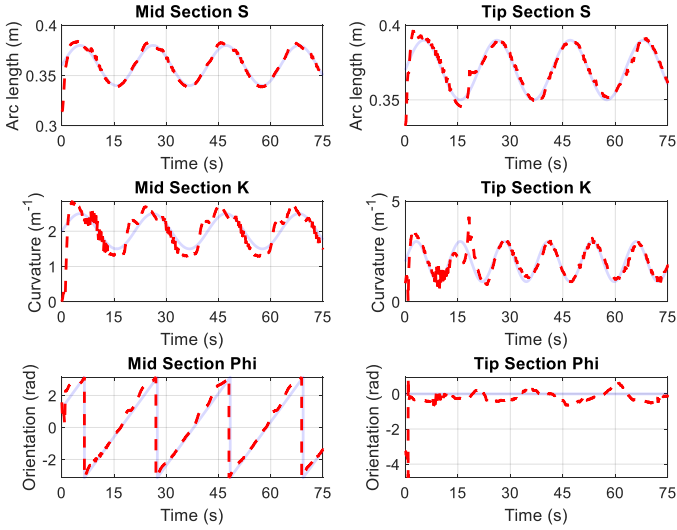 Mid Section S
Arc length (m)
0.4
0.35
0.3
0 15 30 45 60 75
Time (s)
Tip Section S
Arc length (m)
0.4
0.35
0 15 30 45 60 75
Time (s)
Mid Section K
Curvature (m-1)
2
1
0
0 15 30 45 60 75
Time (s)
Tip Section K
Curvature (m-1)
5
0
0 15 30 45 60 75
Time (s)
Mid Section Phi
Orientation (rad)
2
0
-2
0 15 30 45 60 75
Time (s)
Tip Section Phi
Orientation (rad)
0
-2
-4
0 15 30 45 60 75
Time (s)